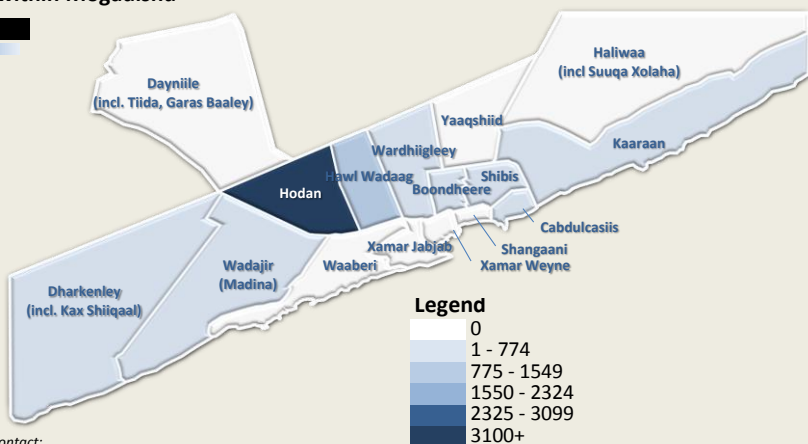 Dayniile
(incl. Tiida, Garas Baaley)
Haliwaa
(incl Suuqa Xolaha)
Yaaqshiid
Kaaraan
Wardhiigleey
Hawl Wadaag
Shibis
Boondheere
Hodan
Cabdulcasiis
Shangaani
Xamar Weyne
Xamar Jabjab
Waaberi
Wadajir
(Madina)
Dharkenley
(incl. Kax Shiiqaal)
Legend
0
1 - 774
775 - 1549
1550 - 2324
2325 - 3099
3100+